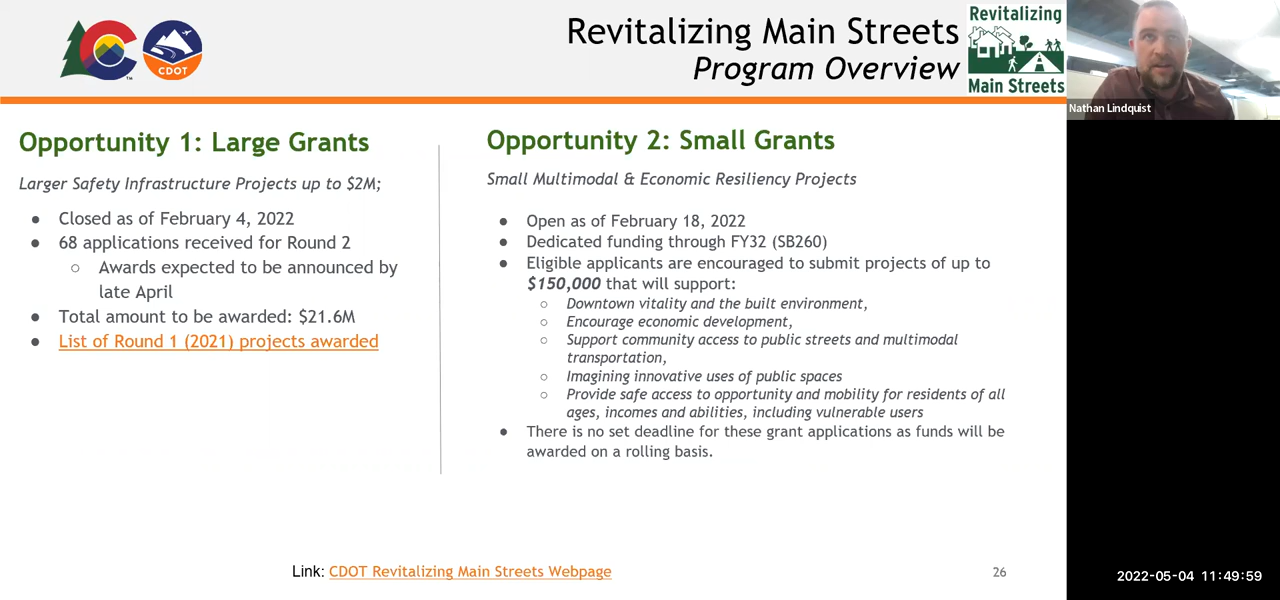 CDOT
Revitalizing Main Streets
Program Overview
Revitalizing
Main Streets
Nathan Lindquist
Opportunity 1: Large Grants
Larger Safety Infrastructure Projects up to $2M;
● Closed as of February 4, 2022
● 68 applications received for Round 2
○ Awards expected to be announced by
late April
● Total amount to be awarded: $21.6M
● List of Round 1 (2021) projects awarded
Opportunity 2: Small Grants
Small Multimodal & Economic Resiliency Projects
● Open as of February 18, 2022
● Dedicated funding through FY32 (SB260)
● Eligible applicants are encouraged to submit projects of up to
$150,000 that will support:
○ Downtown vitality and the built environment,
○ Encourage economic development,
○ Support community access to public streets and multimodal
transportation,
○ Imagining innovative uses of public spaces
○ Provide safe access to opportunity and mobility for residents of all
ages, incomes and abilities, including vulnerable users
● There is no set deadline for these grant applications as funds will be
awarded on a rolling basis.
Link: CDOT Revitalizing Main Streets Webpage
26
2022-05-04 11:49:59